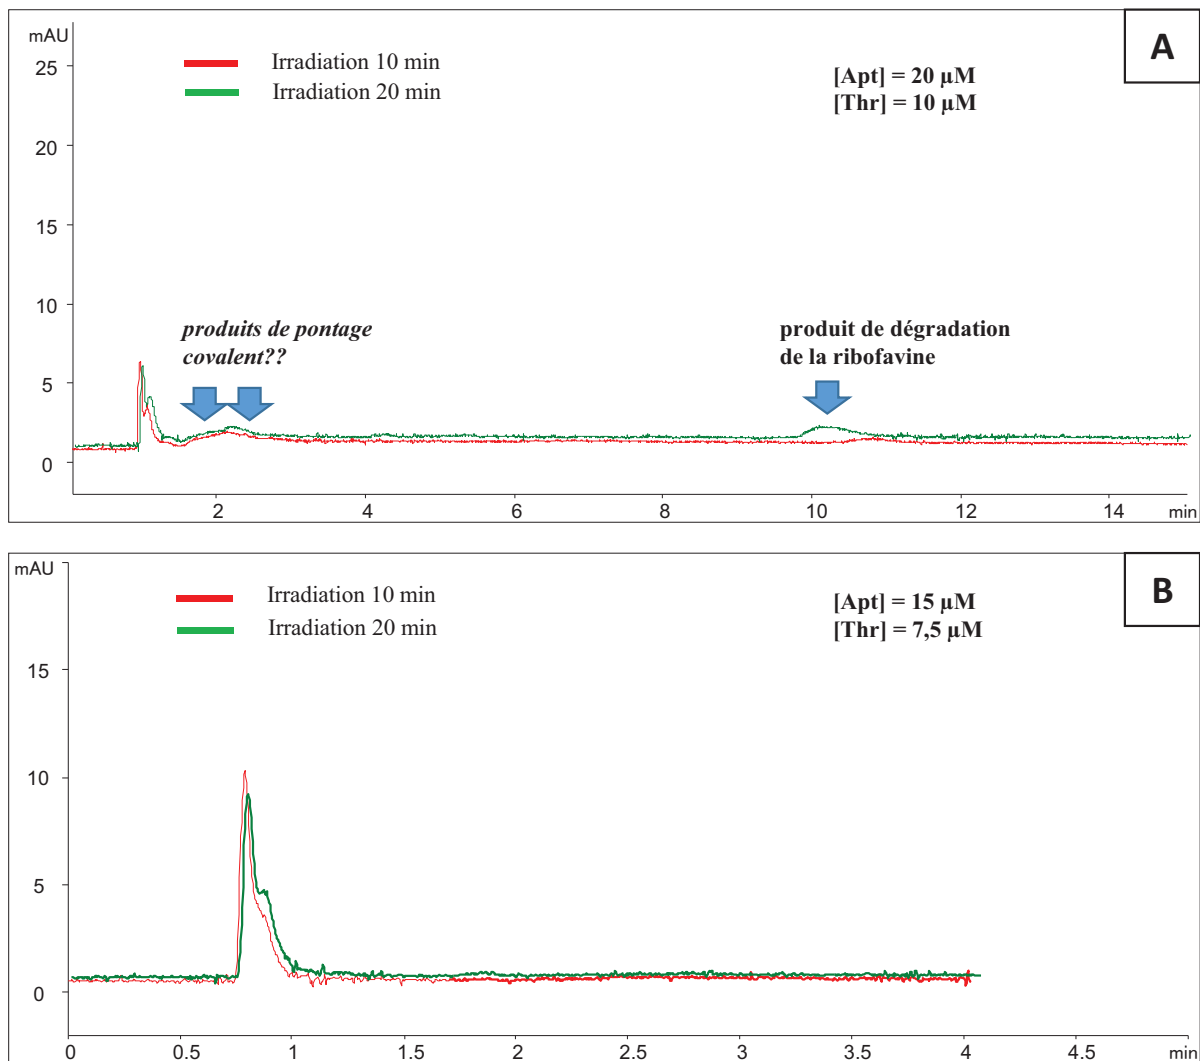 mAU
A
Irradiation 10 min
Irradiation 20 min
[Apt] = 20 µM
[Thr] = 10 µM
25
20
15
10
5
0
produits de pontage
covalent??
produit de dégradation
de la ribofavine
2
4
6
8
10
12
14
min
mAU
B
Irradiation 10 min
Irradiation 20 min
[Apt] = 15 µM
[Thr] = 7,5 µM
15
10
5
0
0
0.5
1
1.5
2
2.5
3
3.5
4
4.5
min